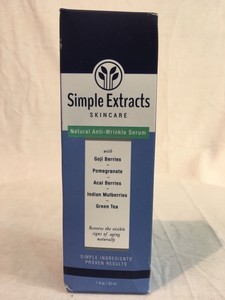 Simple Extracts
SKINCARE
Natural Anti-Wrinkle Serum
with
Goji Berries
Pomegranate
Acai Berries
Indian Mulberries
Green Tea
Restores the visible
signs of aging
naturally
SIMPLE INGREDIENTS
PROVEN RESULTS